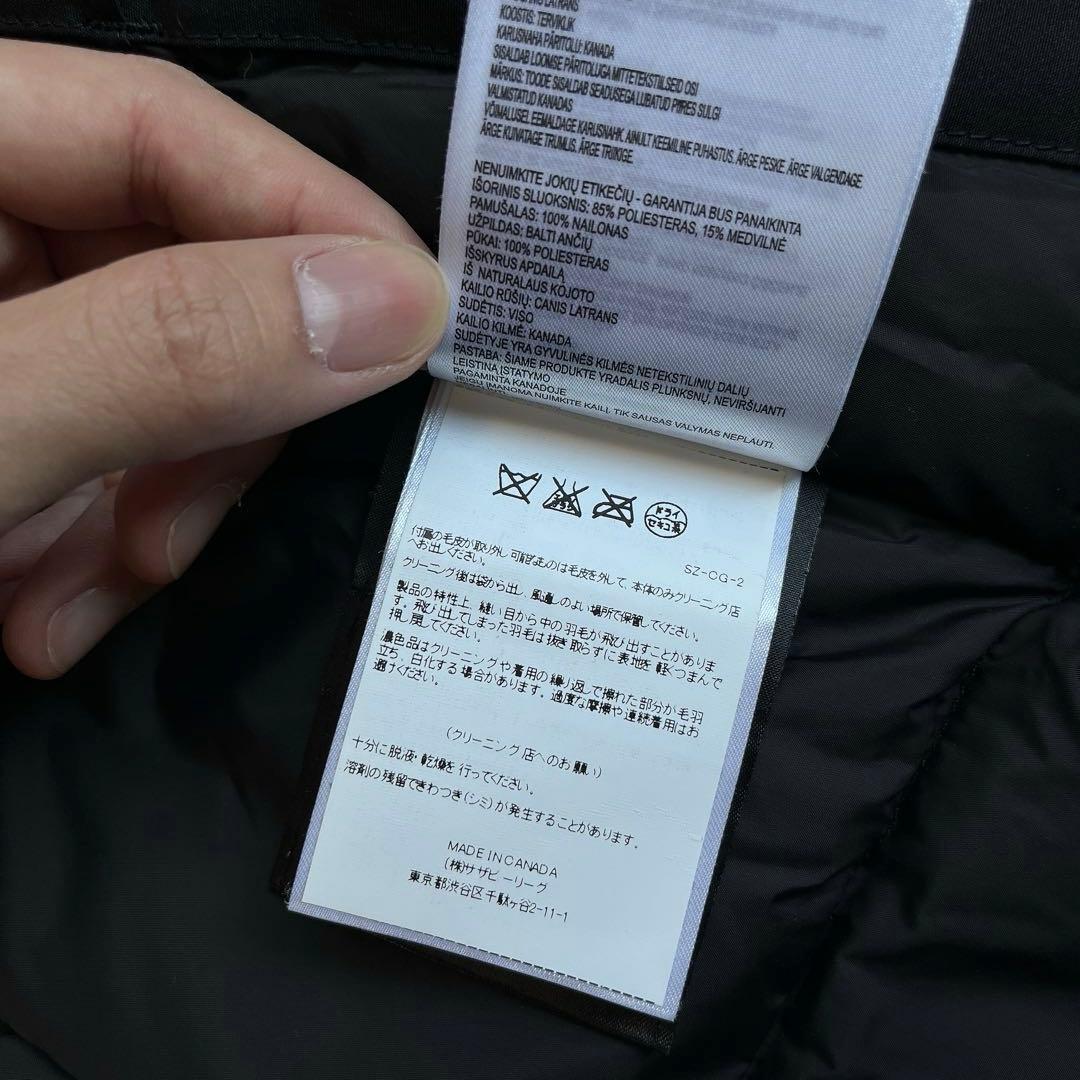 LATRANS
KOOSTIS: TERVIKLIK
KARUSNAHA PÄRITOLU: KANADA
SISALDAB LOOMSE PÄRITOLUGA MITTETEKSTIILSEID OSI
MÄRKUS: TOODE SISALDAB SEADUSEGA LUBATUD PIIRES SULGI
VALMISTATUD KANADAS
VÕIMALUSEL EEMALDAGE KARUSNAHK. AINULT KEEMILINE PUHASTUS. ÄRGE PESKE. ÄRGE VALGENDAGE.
ÄRGE KUIVATAGE TRUMLIS. ÄRGE TRIIKIGE.
NENUIMKITE JOKIŲ ETIKEČIŲ - GARANTIJA BUS PANAIKINTA
IŠORINIS SLUOKSNIS: 85% POLIESTERAS, 15% MEDVILNĖ
PAMUŠALAS: 100% NAILONAS
UŽPILDAS: BALTI ANČIŲ
PŪKAI: 100% POLIESTERAS
IŠSKYRUS APDAILĄ
IŠ NATURALAUS KOJOTO
KAILIO RŪŠIŲ: CANIS LATRANS
SUDĖTIS: VISO
KAILIO KILMĖ: KANADA
SUDĖTYJE YRA GYVULINĖS KILMĖS NETEKSTILINIŲ DALIŲ
PASTABA: ŠIAME PRODUKTE YRADALIS PLUNKSNŲ, NEVIRŠIJANTI
LEISTINA ĮSTATYMO
PAGAMINTA KANADOJE
JEIGU ĮMANOMA NUIMKITE KAILĮ. TIK SAUSAS VALYMAS NEPLAUTI.
ドライ
セキユ系
SZ-CG-2
付属の毛皮が取り外し可能なものは毛皮を外して、本体のみクリーニング店
へお出しください。
クリーニング後は袋から出し、風通しのよい場所で保管してください。
製品の特性上、縫い目から中の羽毛が飛び出すことがありま
す。飛び出してしまった羽毛は抜き取らずに表地を軽くつまんで
押し戻してください。
濃色品はクリーニングや着用の繰り返しで擦れた部分が毛羽
立ち、白化する場合があります。過度な摩擦や連続着用はお
避けください。
(クリーニング店へのお願い)
十分に脱液・乾燥を行ってください。
溶剤の残留できわつき(シミ)が発生することがあります。
MADE IN CANADA
(株)サザビーリーグ
東京都渋谷区千駄ヶ谷2-11-1